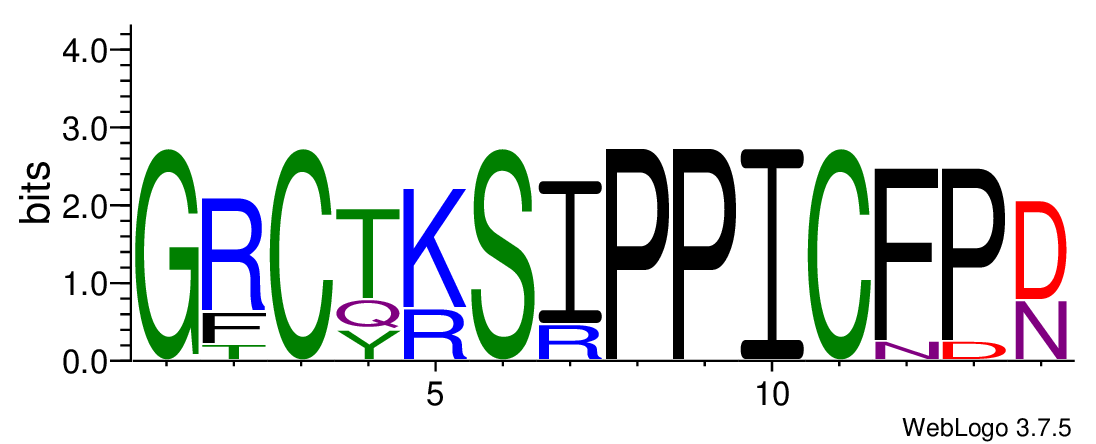 4.0
3.0
bits
2.0
1.0
0.0
G R C T K S I P P I C F P D
F Q R R N D N
T Y
5 10
WebLogo 3.7.5